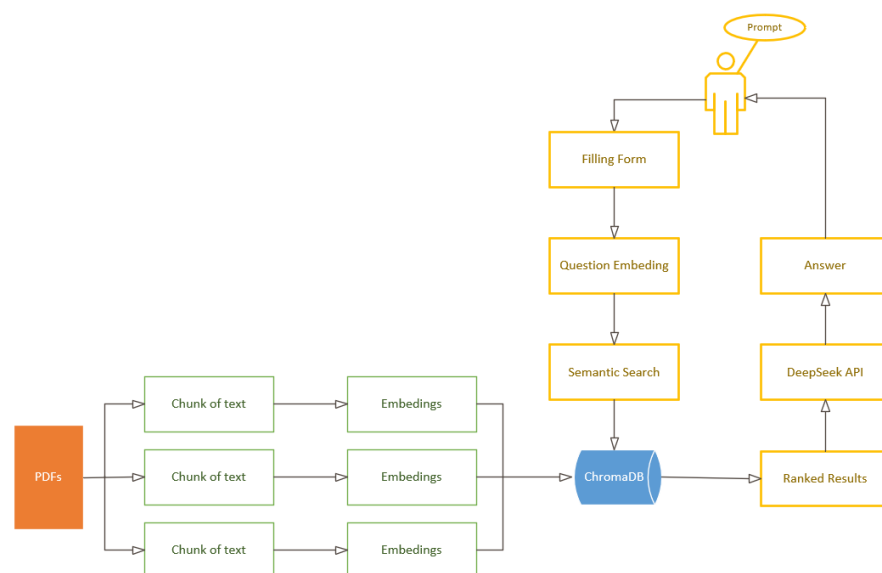 Prompt
Filling Form
Question Embeding
Answer
Semantic Search
DeepSeek API
Chunk of text
Embedings
PDFs
Chunk of text
Embedings
ChromaDB
Ranked Results
Chunk of text
Embedings